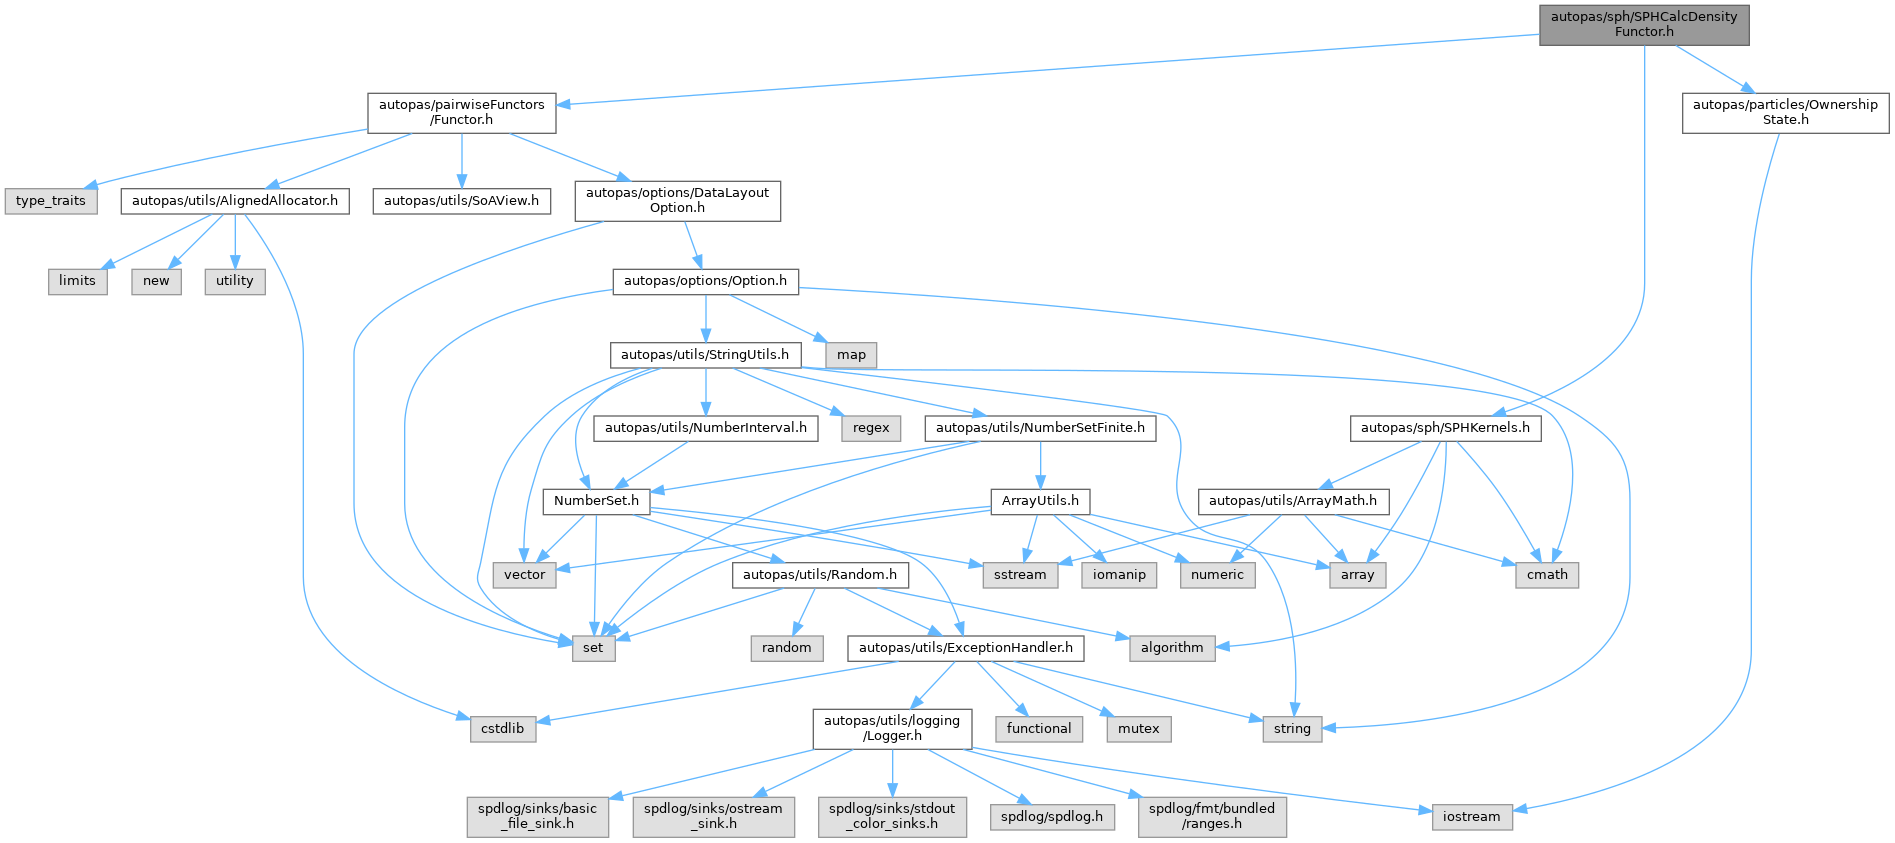 autopas/sph/SPHCalcDensity
Functor.h
autopas/pairwiseFunctors
/Functor.h
autopas/particles/Ownership
State.h
type_traits
autopas/utils/AlignedAllocator.h
autopas/utils/SoAView.h
autopas/options/DataLayout
Option.h
limits
new
utility
autopas/options/Option.h
autopas/utils/StringUtils.h
map
autopas/utils/NumberInterval.h
regex
autopas/utils/NumberSetFinite.h
autopas/sph/SPHKernels.h
NumberSet.h
ArrayUtils.h
autopas/utils/ArrayMath.h
vector
autopas/utils/Random.h
sstream
iomanip
numeric
array
cmath
set
random
autopas/utils/ExceptionHandler.h
algorithm
cstdlib
autopas/utils/logging
/Logger.h
functional
mutex
string
spdlog/sinks/basic
_file_sink.h
spdlog/sinks/ostream
_sink.h
spdlog/sinks/stdout
_color_sinks.h
spdlog/spdlog.h
spdlog/fmt/bundled
/ranges.h
iostream